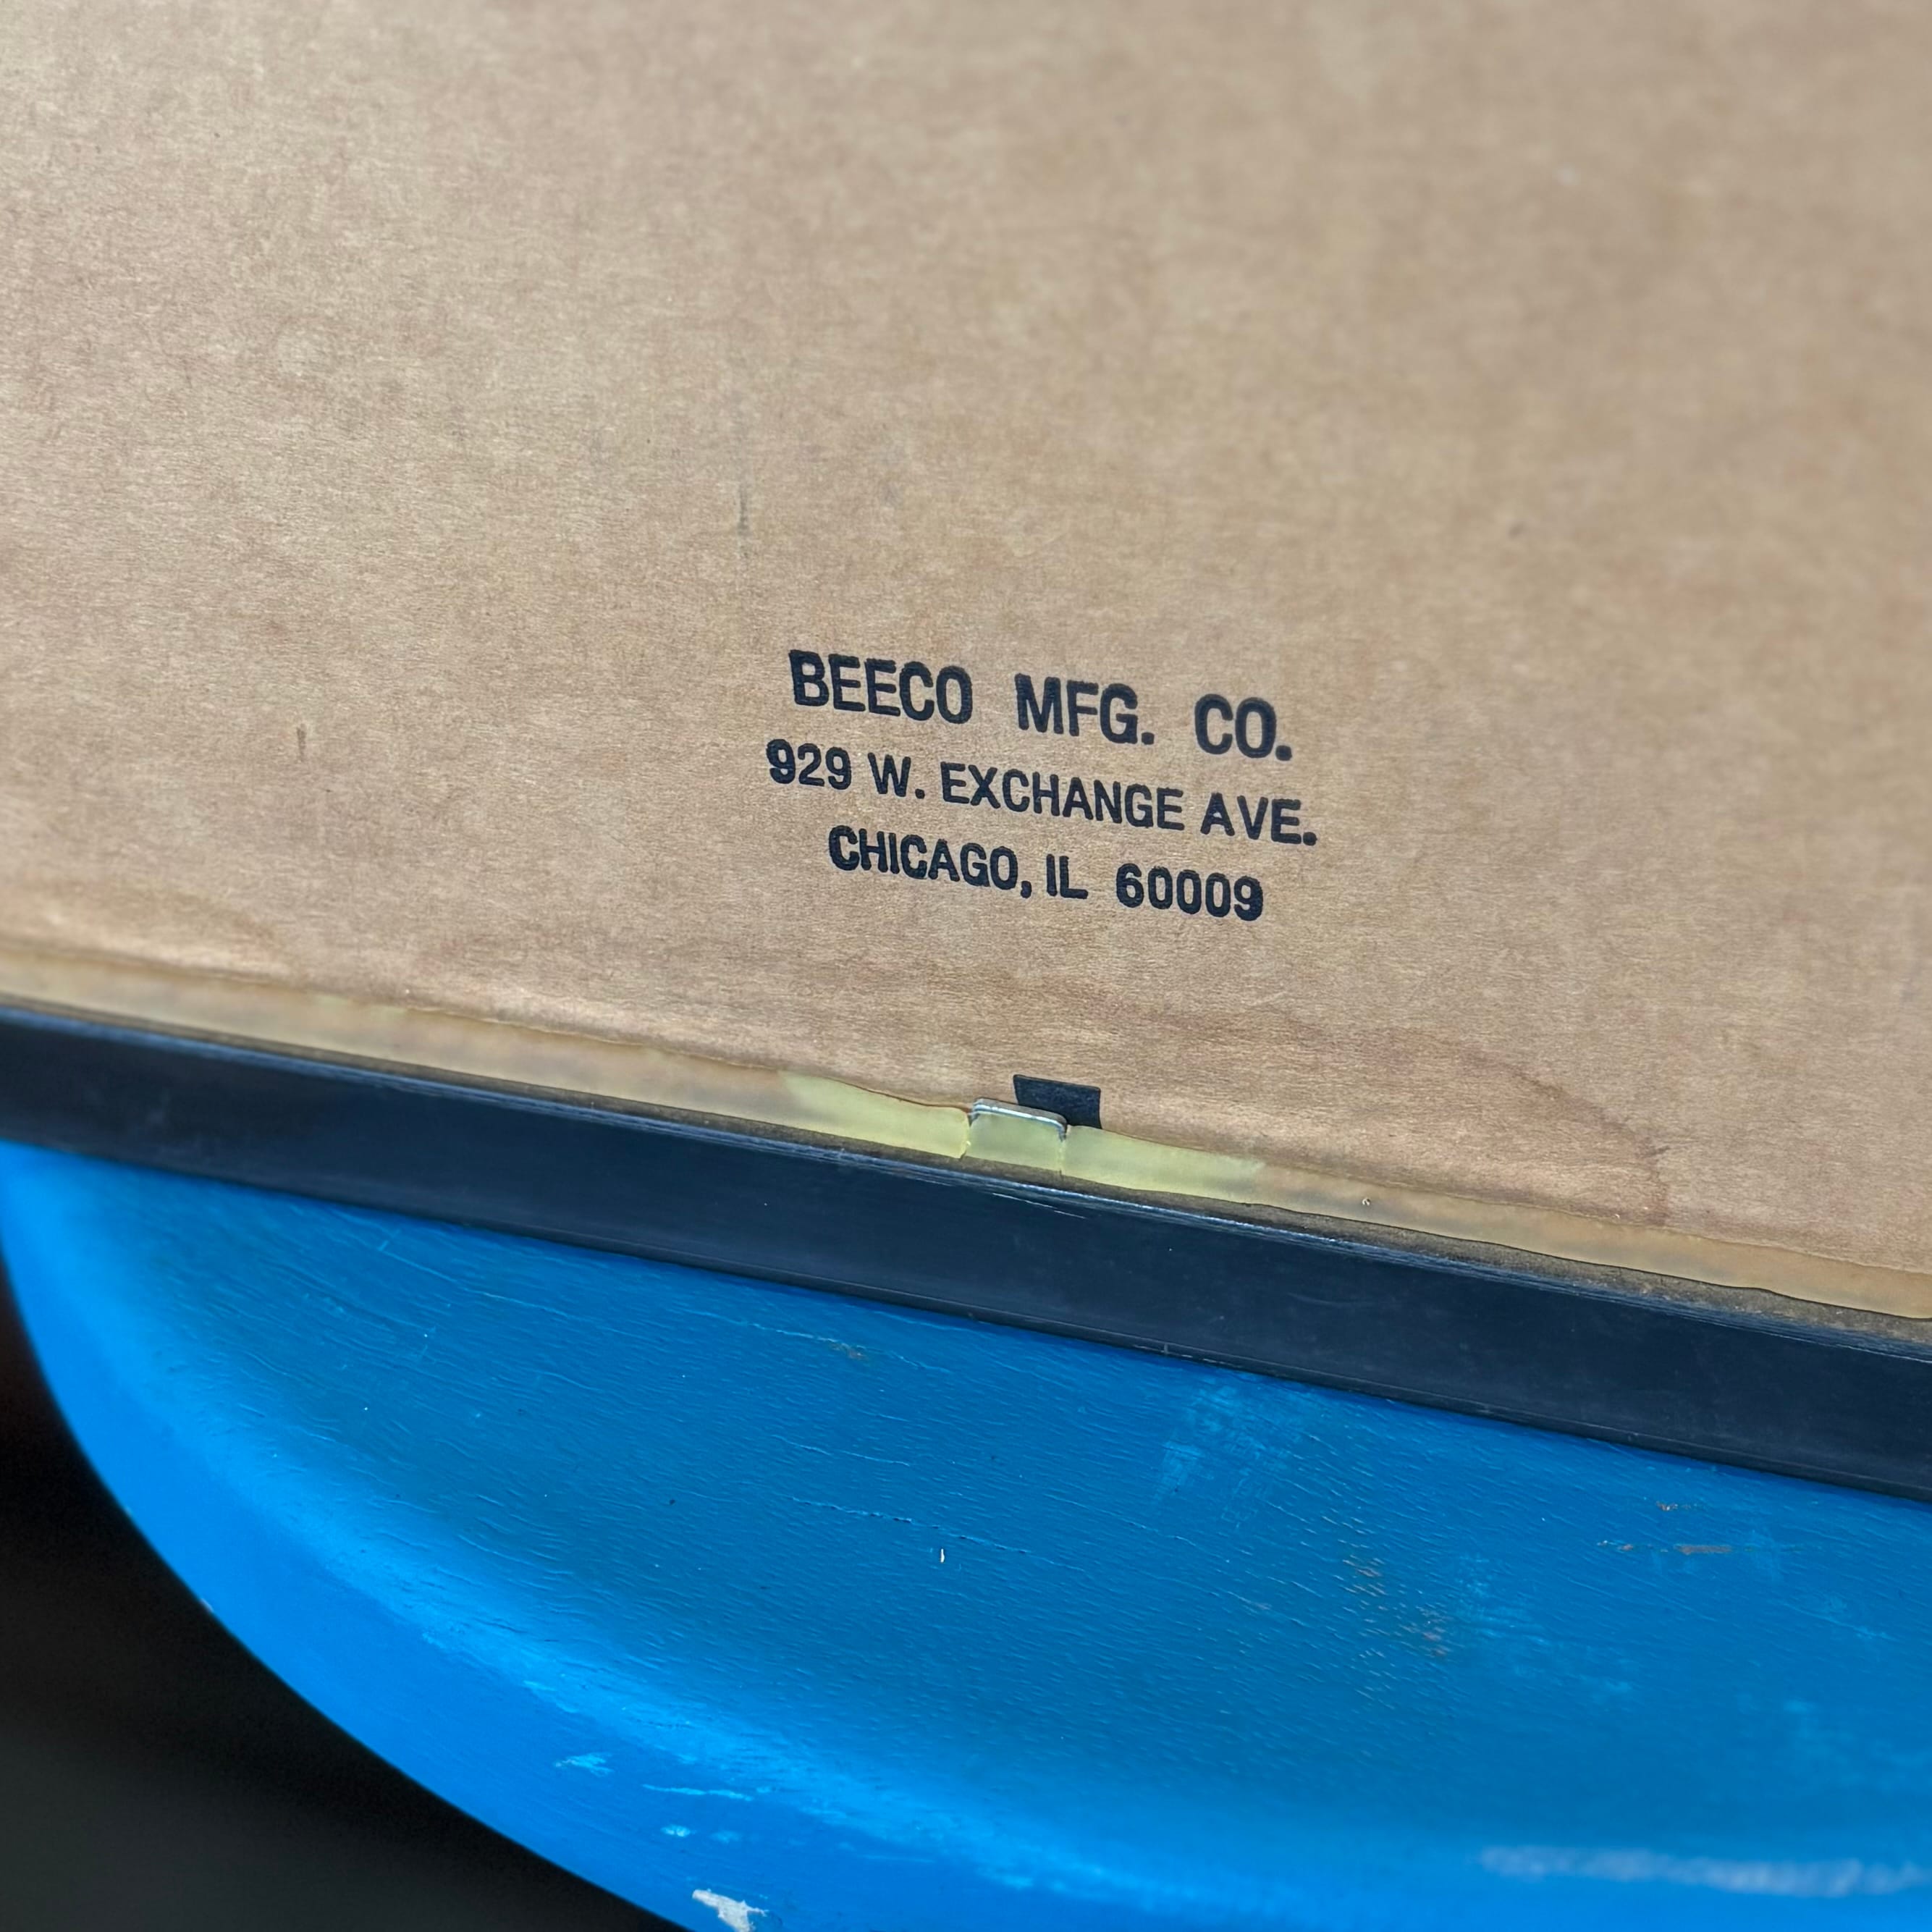 BEECO MFG. CO.
929 W. EXCHANGE AVE.
CHICAGO, IL 60009